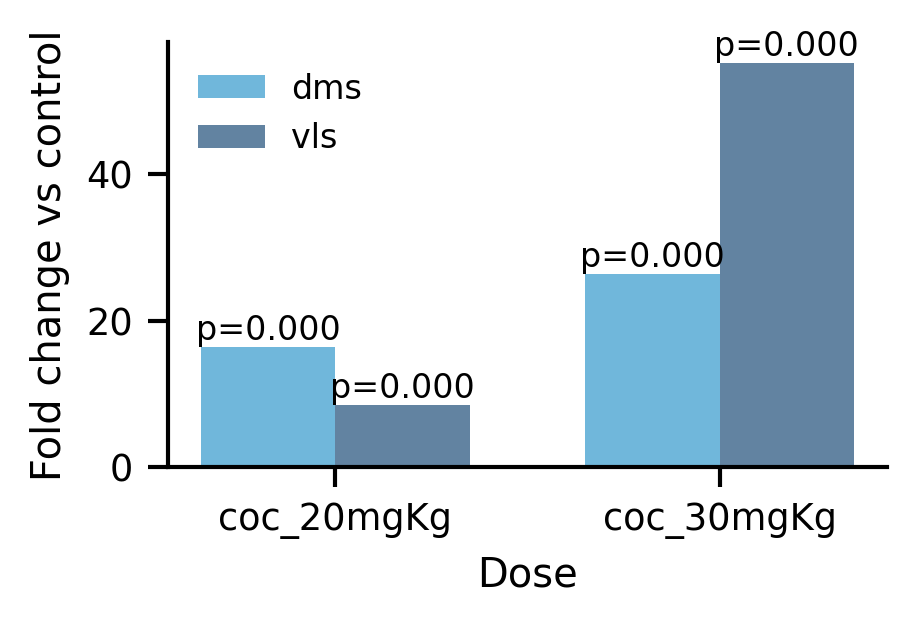 Fold change vs control
dms
vls
40
20
0
p=0.000
p=0.000
p=0.000
p=0.000
coc_20mgKg
coc_30mgKg
Dose